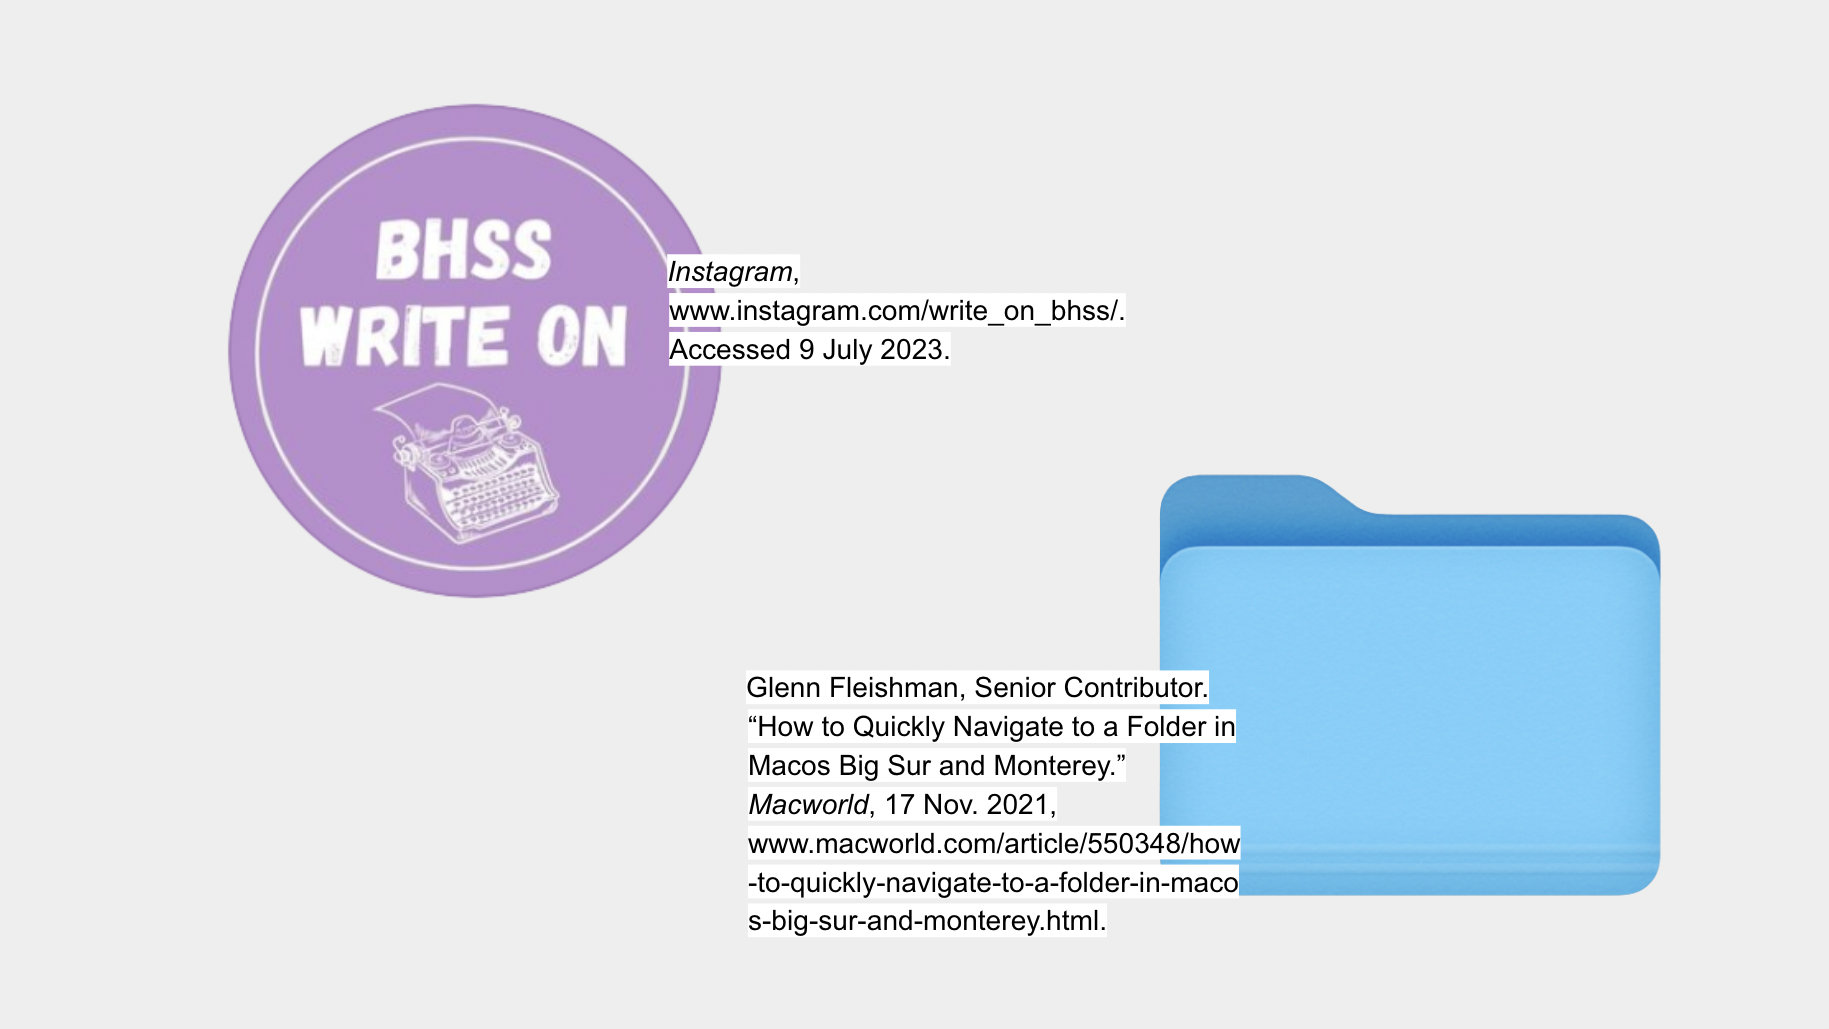 BHSS
WRITE ON
Instagram,
www.instagram.com/write_on_bhss/.
Accessed 9 July 2023.
Glenn Fleishman, Senior Contributor.
“How to Quickly Navigate to a Folder in
Macos Big Sur and Monterey.”
Macworld, 17 Nov. 2021,
www.macworld.com/article/550348/how
-to-quickly-navigate-to-a-folder-in-maco
s-big-sur-and-monterey.html.